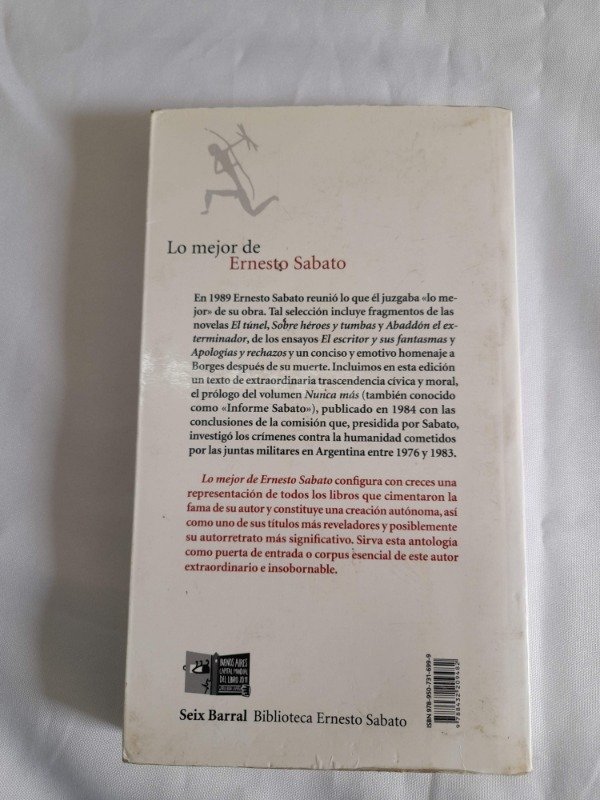 Lo mejor de
Ernesto Sabato
En 1989 Ernesto Sabato reunió lo que él juzgaba «lo me-
jor» de su obra. Tal selección incluye fragmentos de las
novelas El túnel, Sobre héroes y tumbas y Abaddón el ex-
terminador, de los ensayos El escritor y sus fantasmas y
Apologías y rechazos y un conciso y emotivo homenaje a
Borges después de su muerte. Incluimos en esta edición
un texto de extraordinaria trascendencia cívica y moral,
el prólogo del volumen Nunca más (también conocido
como «Informe Sabato»), publicado en 1984 con las
conclusiones de la comisión que, presidida por Sabato,
investigó los crímenes contra la humanidad cometidos
por las juntas militares en Argentina entre 1976 y 1983.
Lo mejor de Ernesto Sabato configura con creces una
representación de todos los libros que cimentaron la
fama de su autor y constituye una creación autónoma, así
como uno de sus títulos más reveladores y posiblemente
su autorretrato más significativo. Sirva esta antología
como puerta de entrada o corpus esencial de este autor
extraordinario e insobornable.
BUENOS AIRES
CAPITAL MUNDIAL
DEL LIBRO 2011
Seix Barral Biblioteca Ernesto Sabato
ISBN 978-950-731-699-9
9788432209482